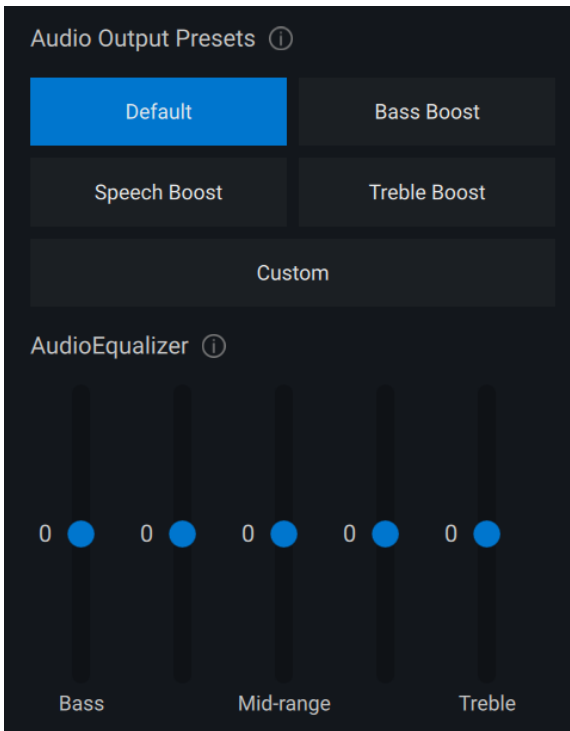 Audio Output Presets
Default Bass Boost
Speech Boost Treble Boost
Custom
AudioEqualizer
0 0 0 0 0
Bass Mid-range Treble